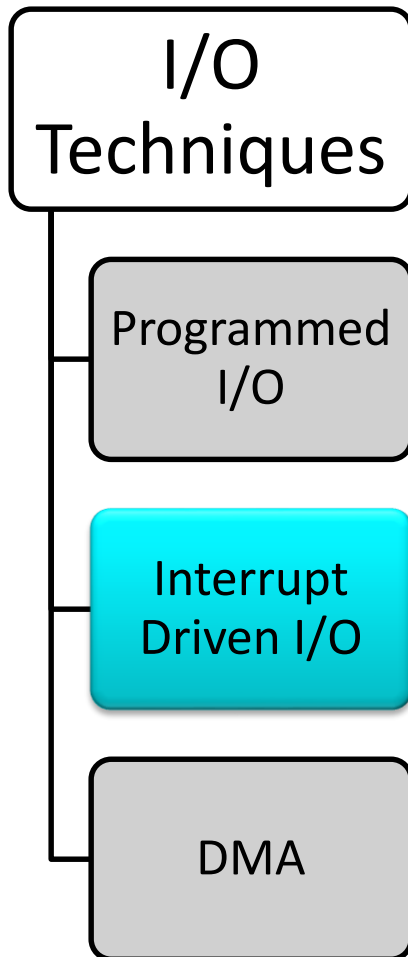 I/O
Techniques
Programmed
I/O
Interrupt
Driven I/O
DMA